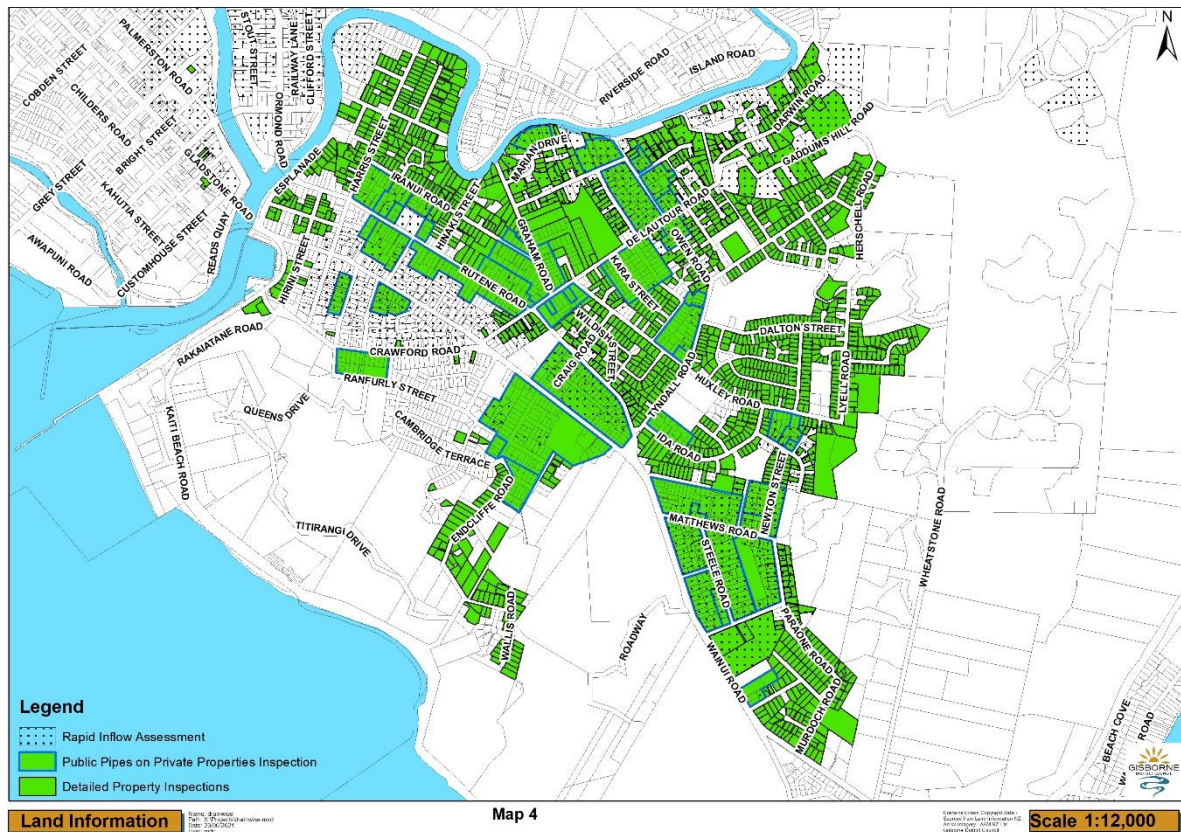 N
PALMERSTON ROAD
STOUT STREET
RAILWAY LANE
CLIFFORD STREET
ORMOND ROAD
COBDEN STREET
CHILDERS ROAD
BRIGHT STREET
GLADSTONE ROAD
GREY STREET
KAHUTIA STREET
CUSTOMHOUSE STREET
AWAPUNI ROAD
READS QUAY
ESPLANADE
RIVERSIDE ROAD
ISLAND ROAD
HARRIS STREET
IRANUI ROAD
HINAKI STREET
MARIAN DRIVE
DARWIN ROAD
GADDUMS HILL ROAD
HERSCHELL ROAD
DE LAUTOUR ROAD
OWEN ROAD
GRAHAM ROAD
KARA STREET
RUTENE ROAD
HIRINI STREET
RAKAIATANE ROAD
CRAWFORD ROAD
RANFURLY STREET
QUEENS DRIVE
KAITI BEACH ROAD
CAMBRIDGE TERRACE
TITIRANGI DRIVE
WILDISH STREET
CRAIG ROAD
TYNDALL ROAD
HUXLEY ROAD
DALTON STREET
LYELL ROAD
IDA ROAD
NEWTON STREET
MATTHEWS ROAD
STEELE ROAD
ENDCLIFFE ROAD
WALLIS ROAD
ROADWAY
WAINUI ROAD
PARAONE ROAD
MURDOCH ROAD
WHEATSTONE ROAD
BEACH COVE
ROAD
Legend
Rapid Inflow Assessment
Public Pipes on Private Properties Inspection
Detailed Property Inspections
GISBORNE
DISTRICT COUNCIL
Land Information
Map 4
Scale 1:12,000